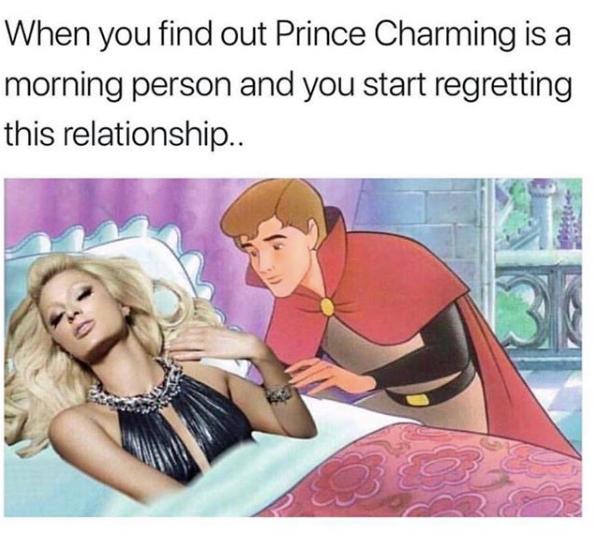 When you find out Prince Charming is a
morning person and you start regretting
this relationship..